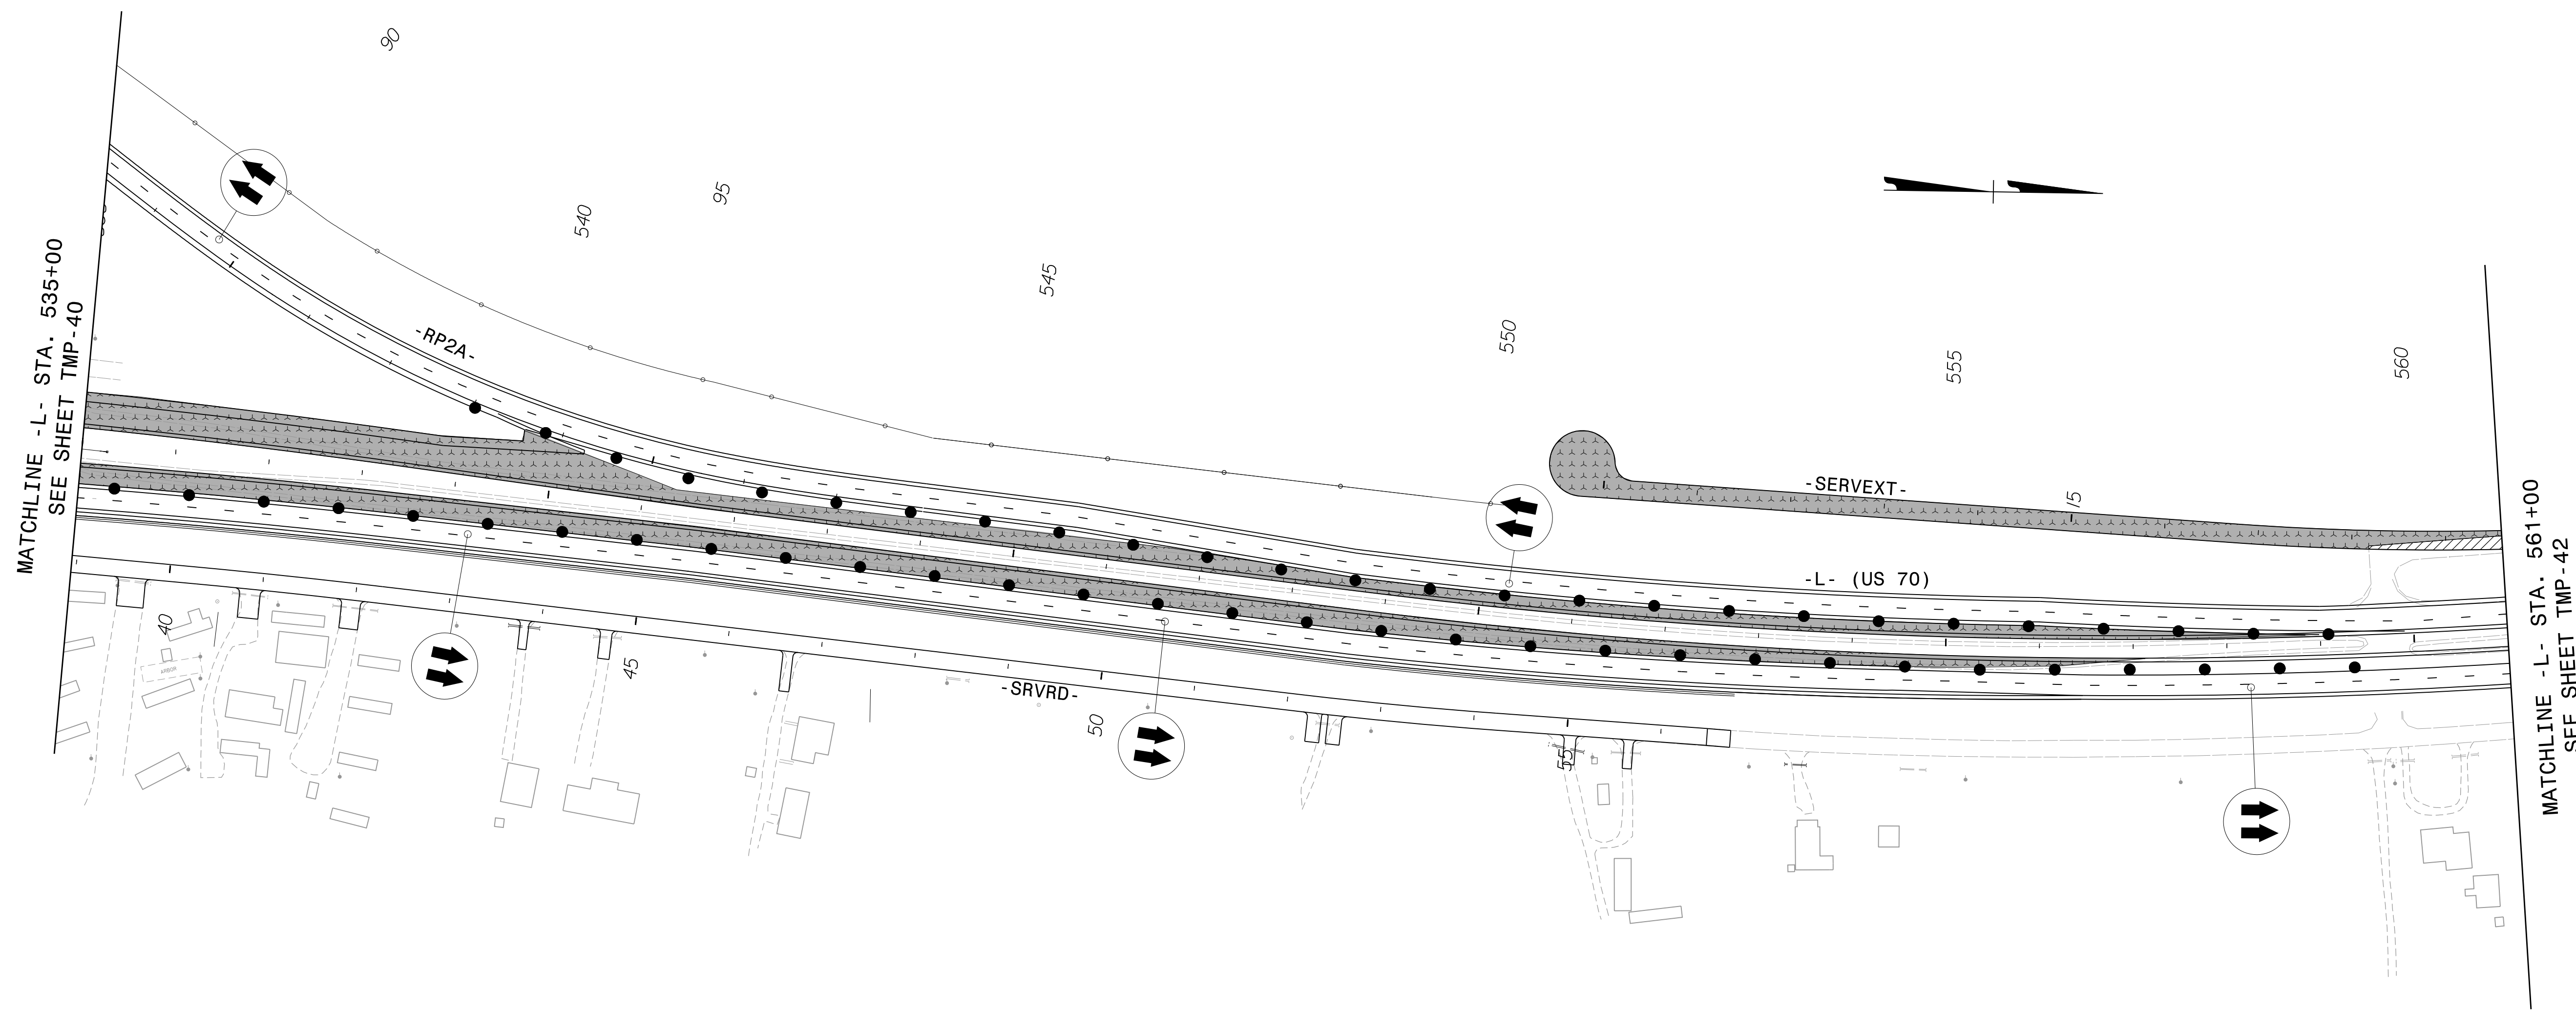 90
95
540
545
550
555
560
MATCHLINE -L- STA. 535+00
SEE SHEET TMP-40
-RP2A-
-SERVEXT-
15
-L- (US 70)
MATCHLINE -L- STA. 561+00
SEE SHEET TMP-42
40
ARBOR
45
-SRVRD-
50
55